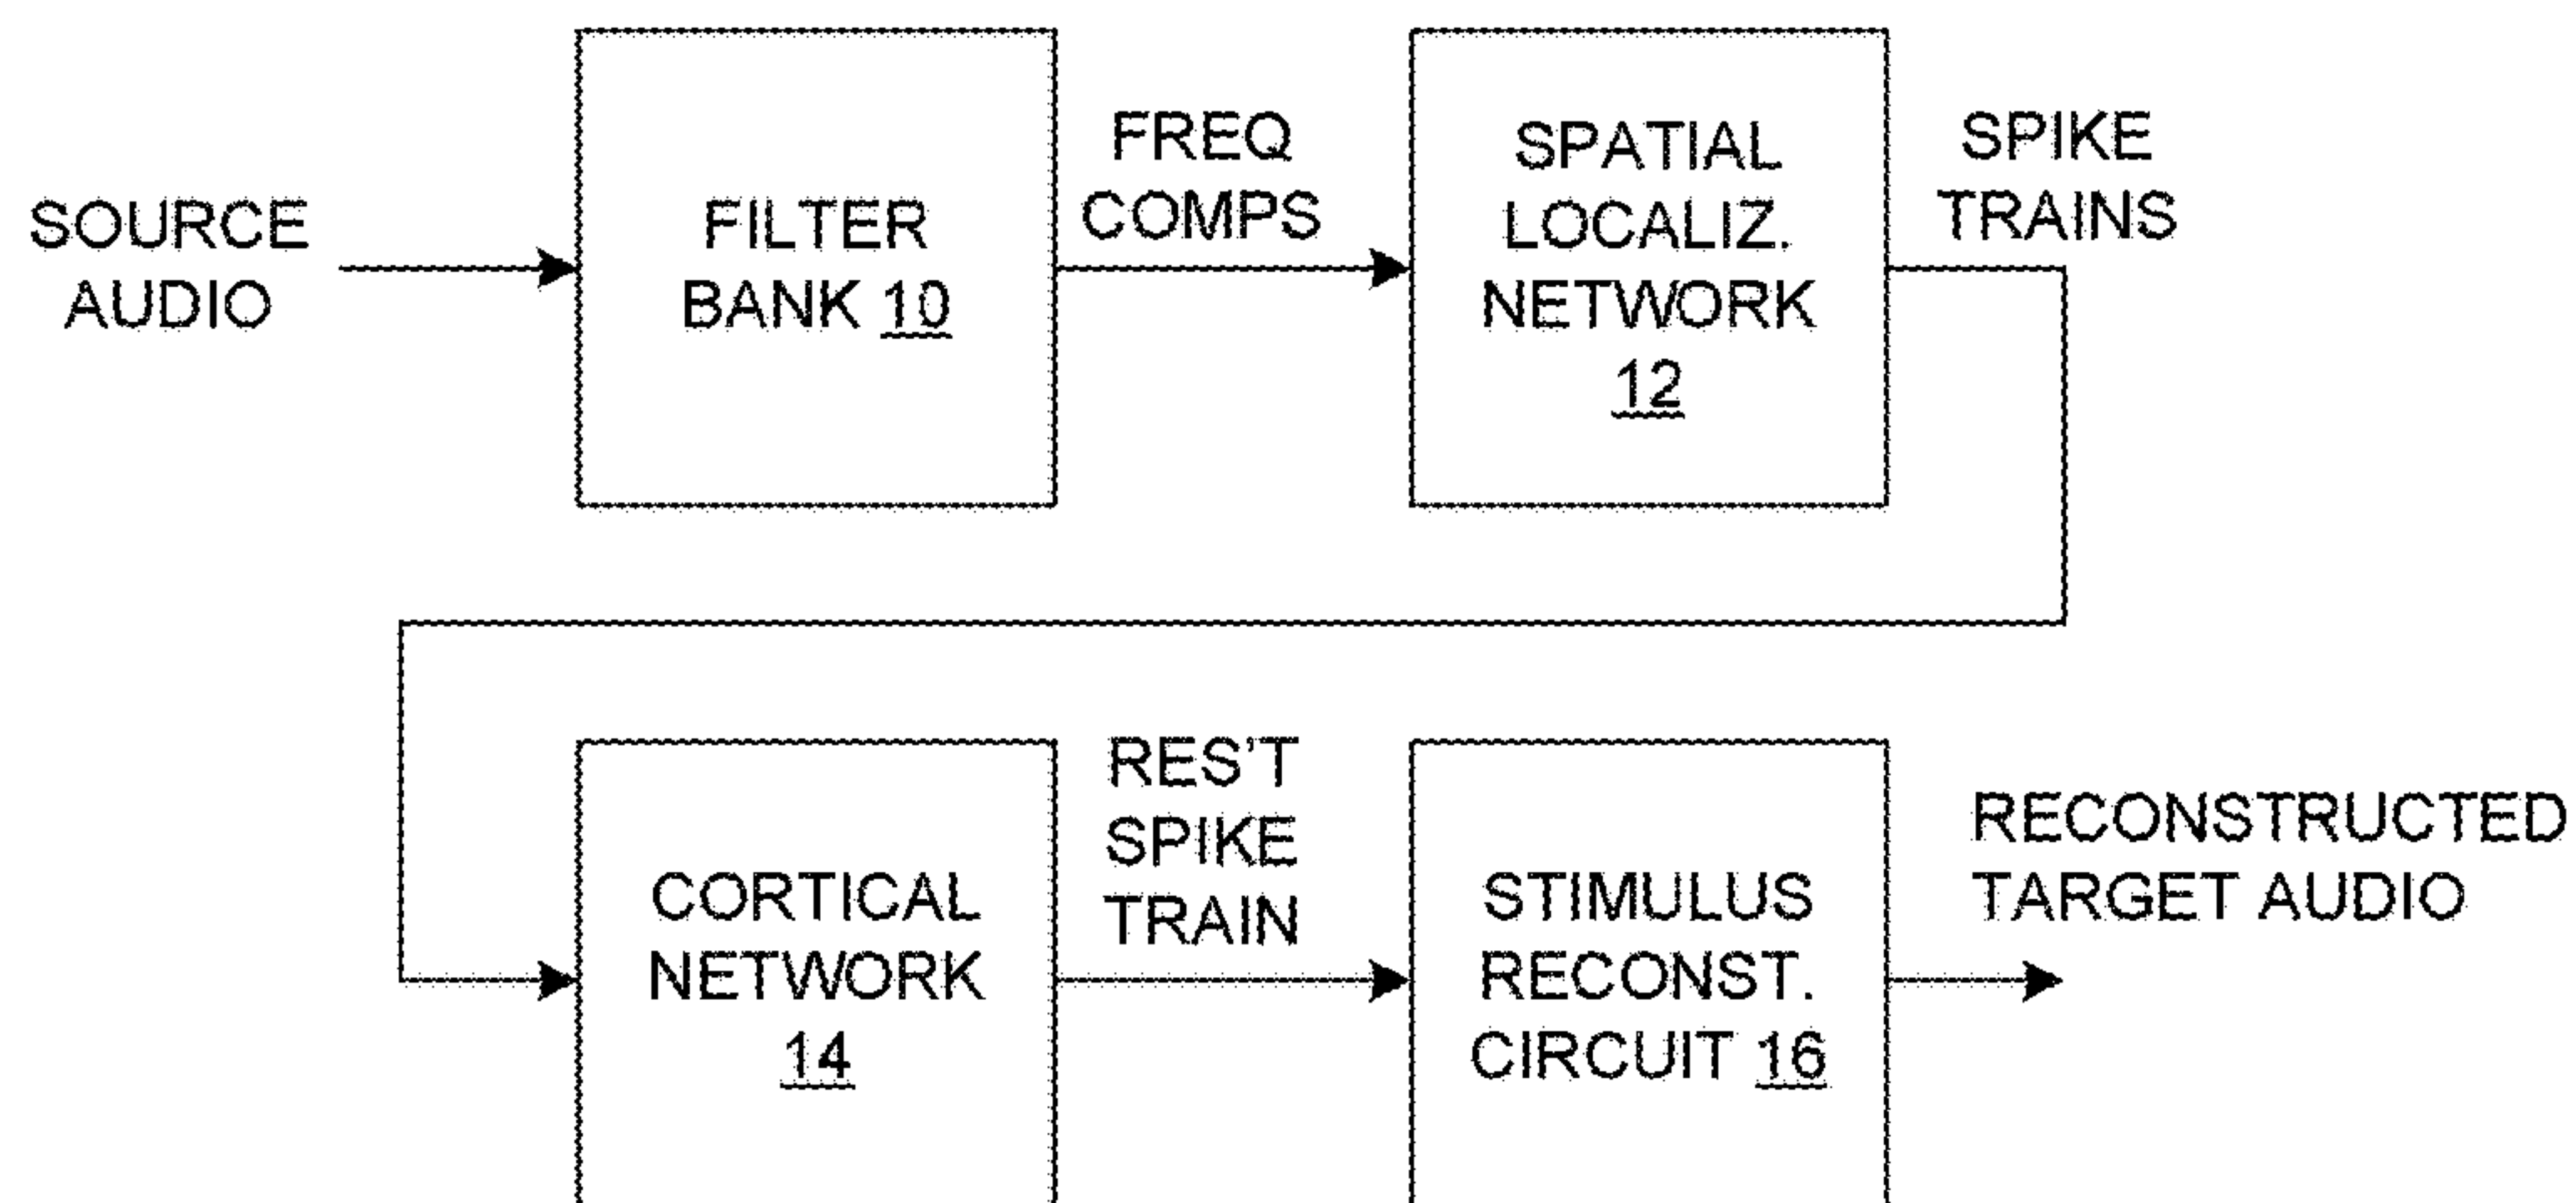 SOURCE
AUDIO
FILTER
BANK 10
FREQ
COMPS
SPATIAL
LOCALIZ.
NETWORK
12
SPIKE
TRAINS
CORTICAL
NETWORK
14
RES'T
SPIKE
TRAIN
STIMULUS
RECONST.
CIRCUIT 16
RECONSTRUCTED
TARGET AUDIO